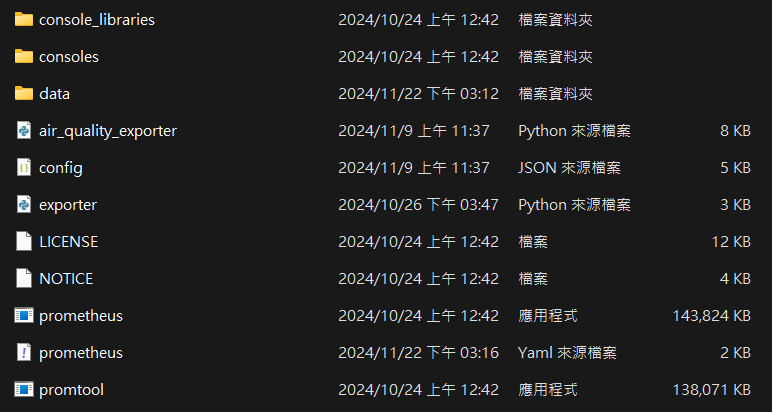 console_libraries 2024/10/24 上午 12:42 檔案資料夾
consoles 2024/10/24 上午 12:42 檔案資料夾
data 2024/11/22 下午 03:12 檔案資料夾
air_quality_exporter 2024/11/9 上午 11:37 Python 來源檔案 8 KB
config 2024/11/9 上午 11:37 JSON 來源檔案 5 KB
exporter 2024/10/26 下午 03:47 Python 來源檔案 3 KB
LICENSE 2024/10/24 上午 12:42 檔案 12 KB
NOTICE 2024/10/24 上午 12:42 檔案 4 KB
prometheus 2024/10/24 上午 12:42 應用程式 143,824 KB
prometheus 2024/11/22 下午 03:16 Yaml 來源檔案 2 KB
promtool 2024/10/24 上午 12:42 應用程式 138,071 KB